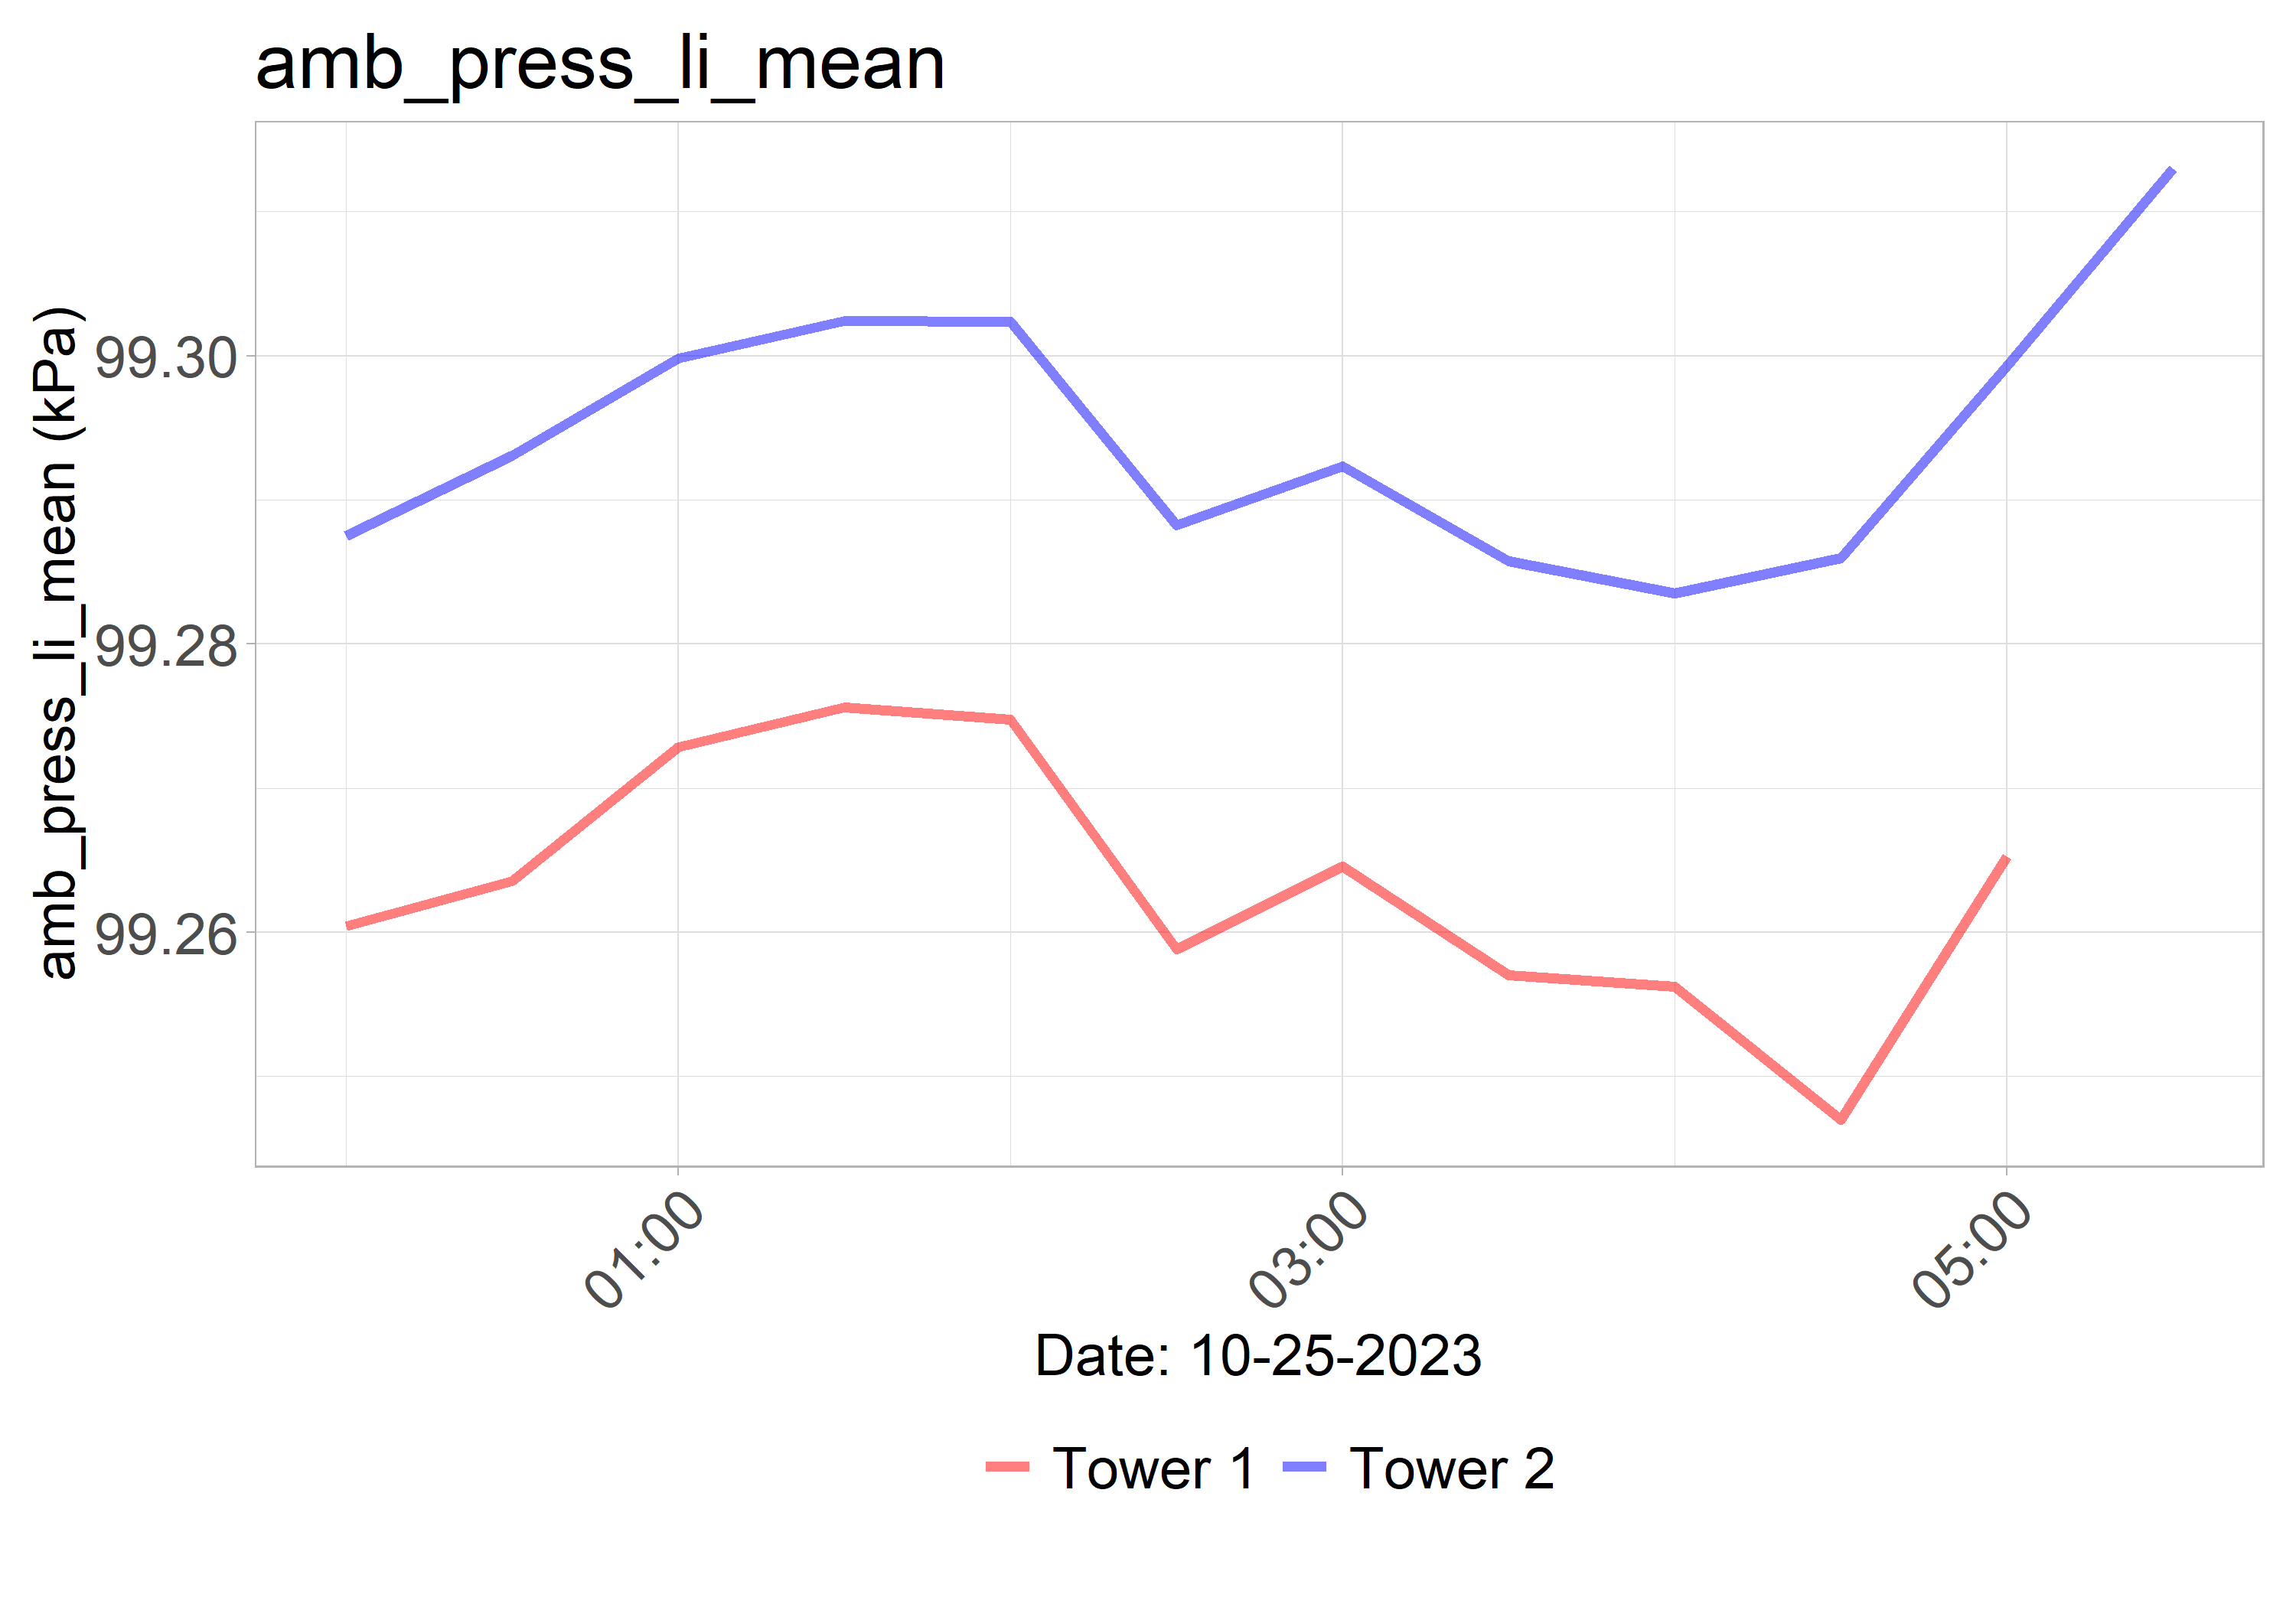 amb_press_li_mean
amb_press_li_mean (kPa)
99.30
99.28
99.26
01:00
03:00
05:00
Date: 10-25-2023
Tower 1
Tower 2